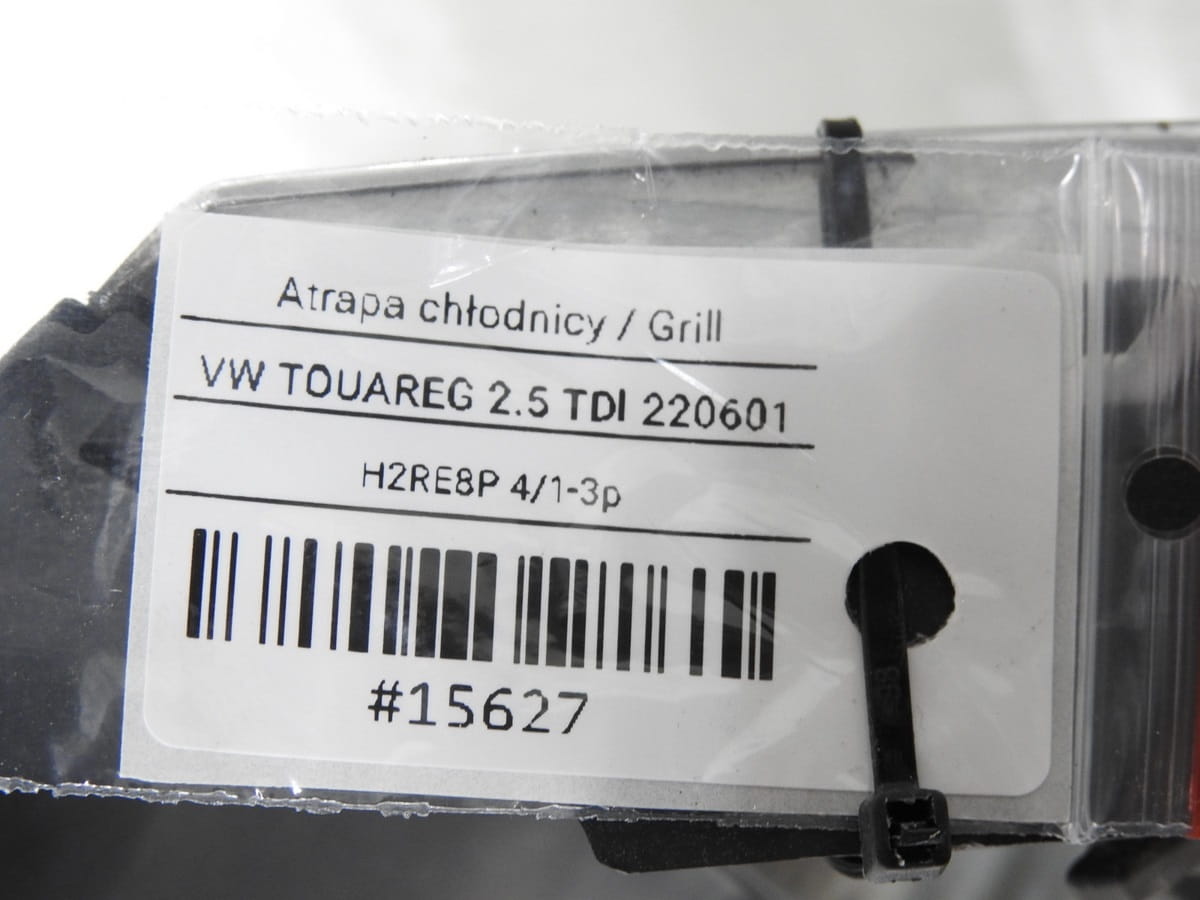 Atrapa chłodnicy / Grill
VW TOUAREG 2.5 TDI 220601
H2RE8P 4/1-3p
#15627